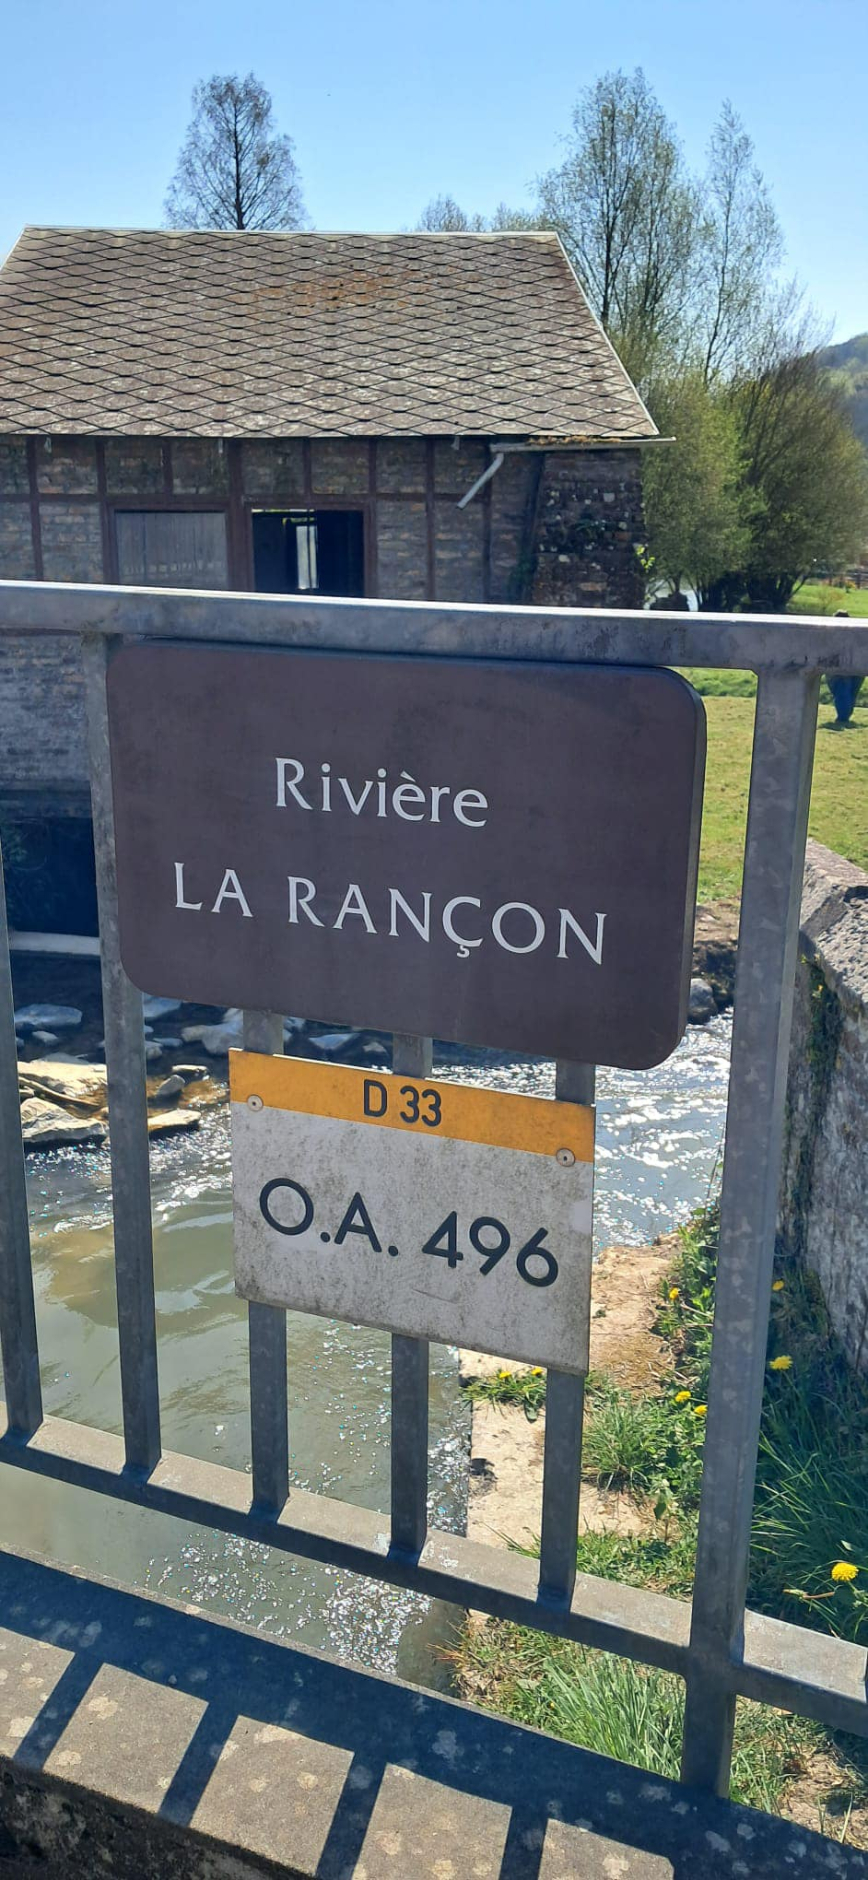 Rivière
LA RANÇON
D 33
O.A. 496